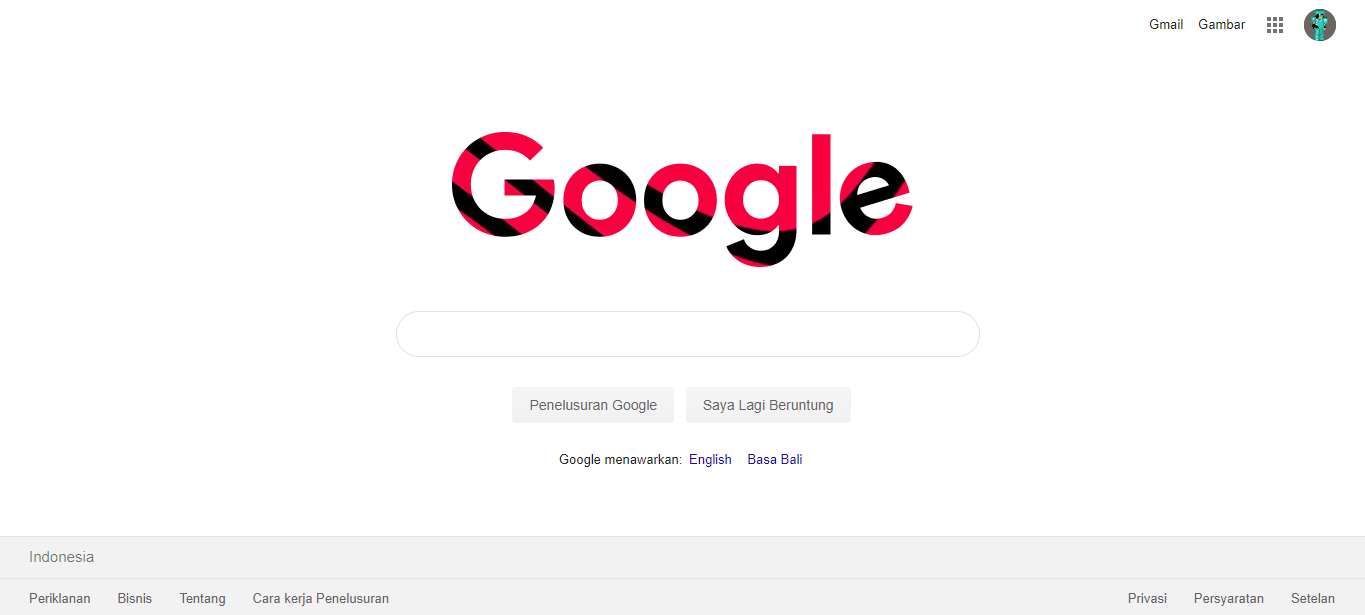 Gmail Gambar
Google
Penelusuran Google Saya Lagi Beruntung
Google menawarkan: English Basa Bali
Indonesia
Periklanan Bisnis Tentang Cara kerja Penelusuran Privasi Persyaratan Setelan